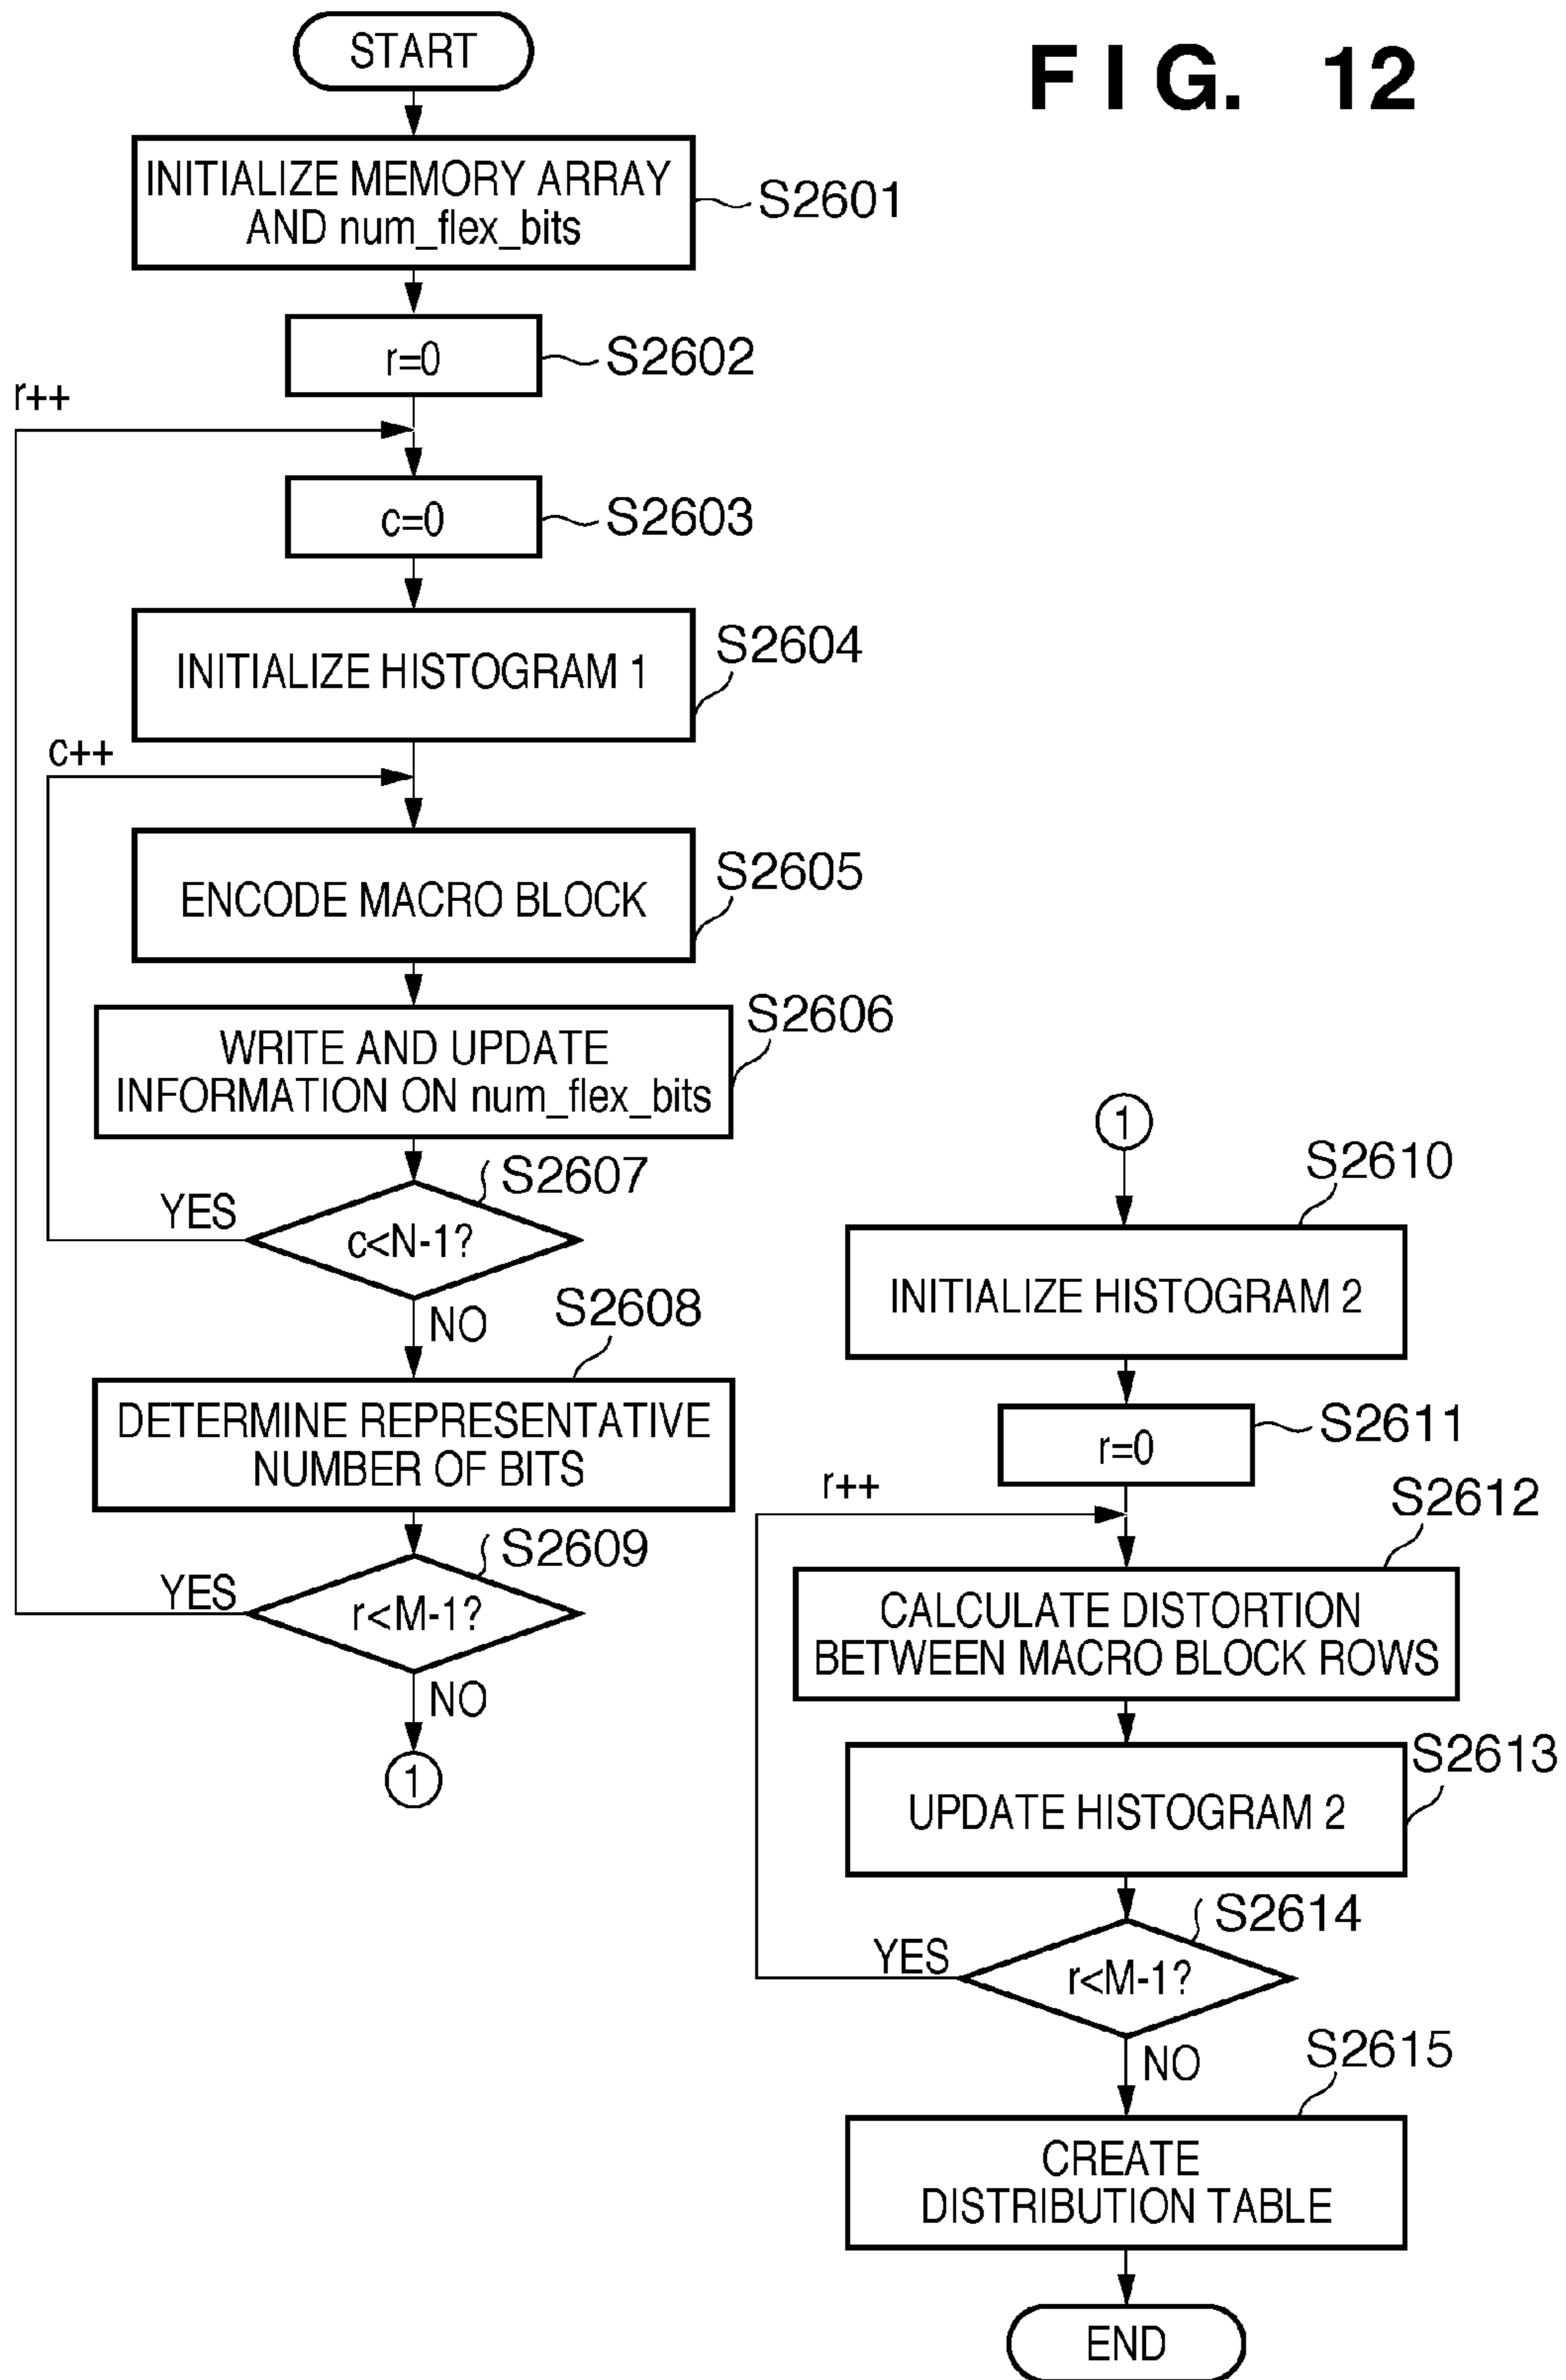 FIG. 12
START
INITIALIZE MEMORY ARRAY
AND num_flex_bits
S2601
r=0
S2602
r++
c=0
S2603
INITIALIZE HISTOGRAM 1
S2604
c++
ENCODE MACRO BLOCK
S2605
WRITE AND UPDATE
INFORMATION ON num_flex_bits
S2606
S2607
YES
c<N-1?
NO
S2608
DETERMINE REPRESENTATIVE
NUMBER OF BITS
S2609
YES
r<M-1?
NO
1
1
S2610
INITIALIZE HISTOGRAM 2
r=0
S2611
r++
S2612
CALCULATE DISTORTION
BETWEEN MACRO BLOCK ROWS
S2613
UPDATE HISTOGRAM 2
S2614
YES
r<M-1?
NO
S2615
CREATE
DISTRIBUTION TABLE
END